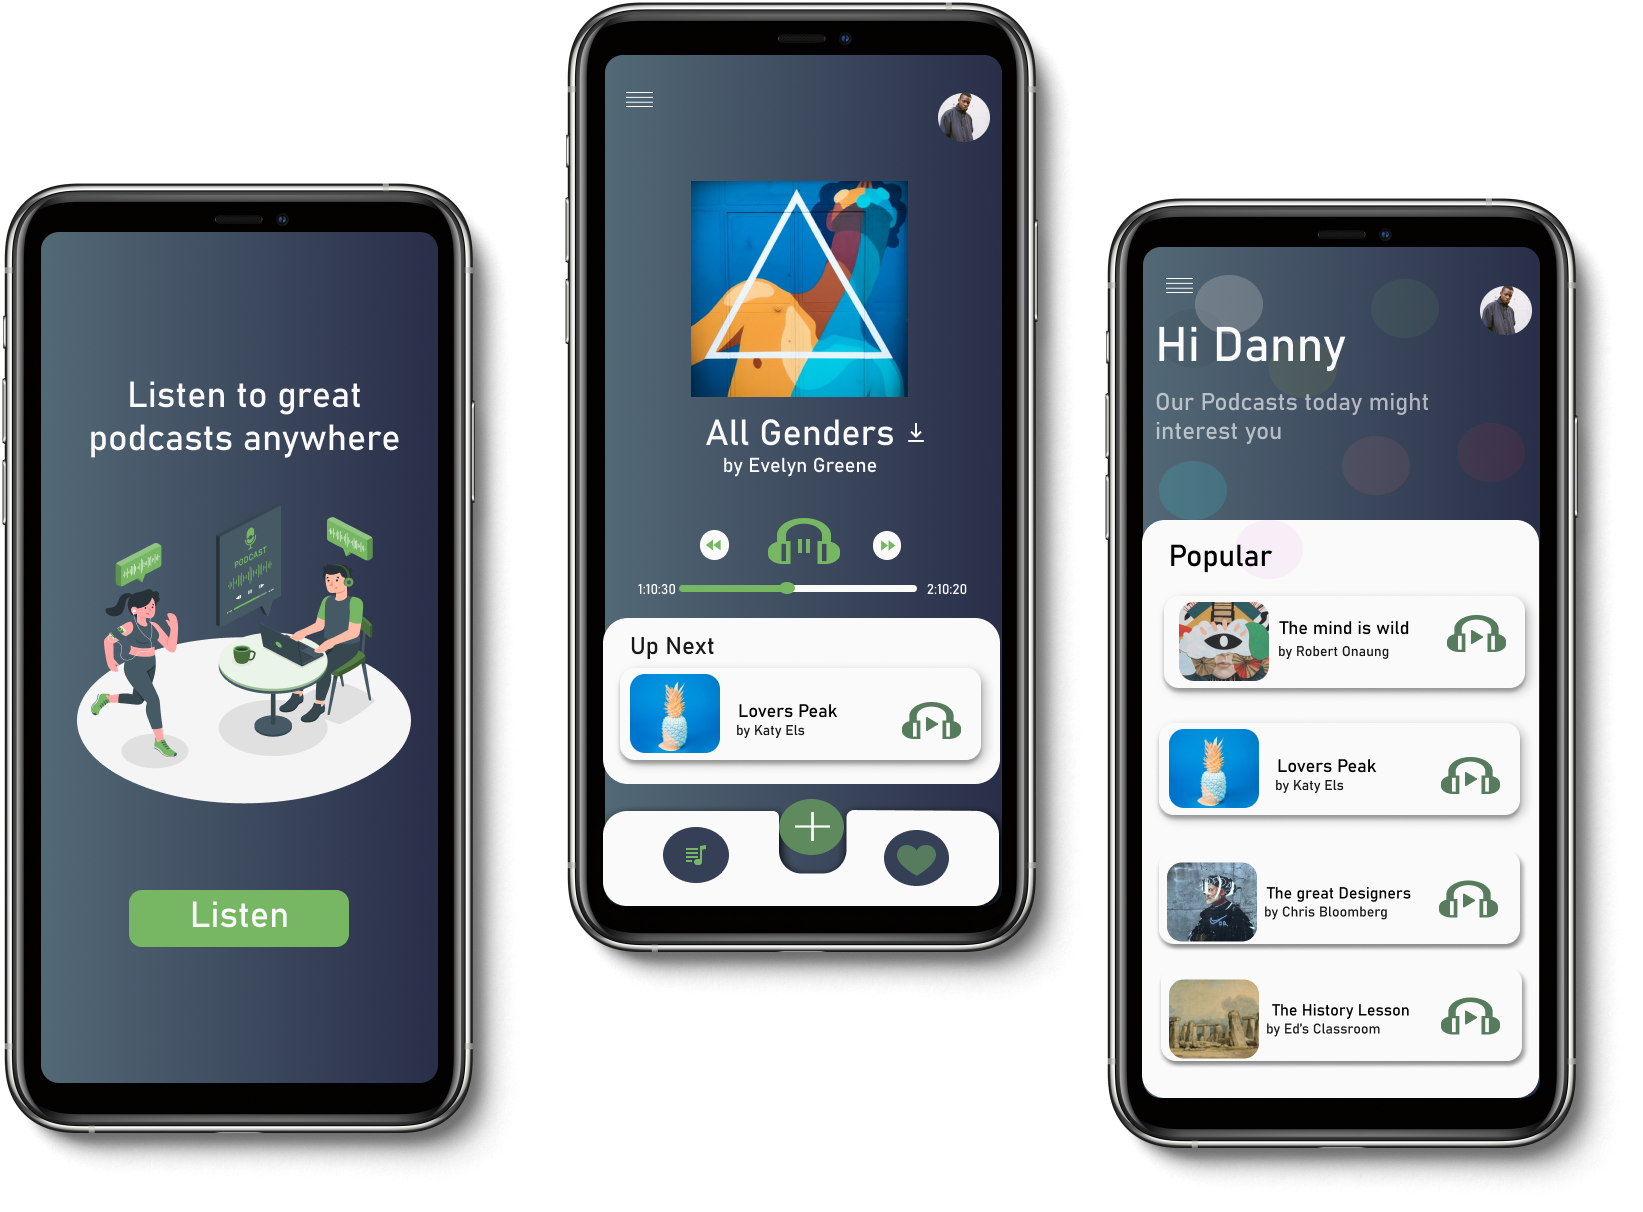 Listen to great
podcasts anywhere
PODCAST
Listen
All Genders
by Evelyn Greene
1:10:30
2:10:20
Up Next
Lovers Peak
by Katy Els
Hi Danny
Our Podcasts today might
interest you
Popular
The mind is wild
by Robert Onaung
Lovers Peak
by Katy Els
The great Designers
by Chris Bloomberg
The History Lesson
by Ed's Classroom